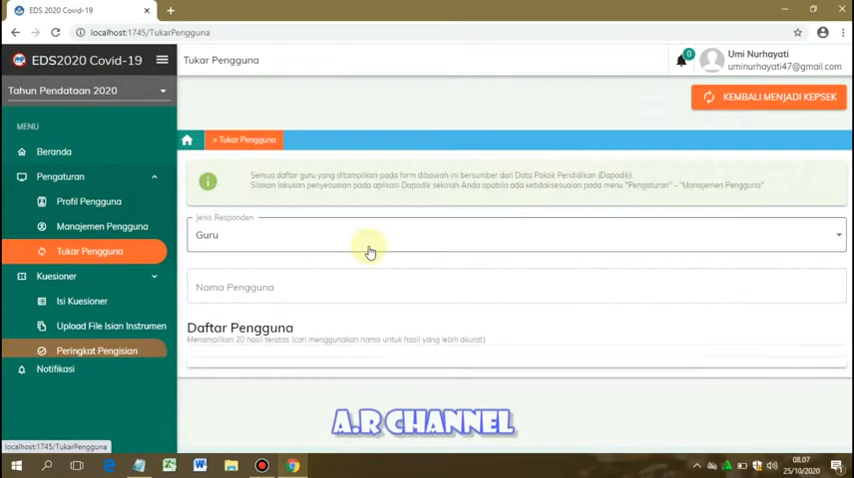 EDS 2020 Covid-19
localhost:1745/TukarPengguna
EDS2020 Covid-19
Tukar Pengguna
0
Umi Nurhayati
uminurhayati47@gmail.com
Tahun Pendataan 2020
KEMBALI MENJADI KEPSEK
MENU
> Tukar Pengguna
Beranda
Pengaturan
Profil Pengguna
Manajemen Pengguna
Tukar Pengguna
Kuesioner
Isi Kuesioner
Upload File Isian Instrumen
Peringkat Pengisian
Notifikasi
Semua daftar guru yang ditampilkan pada form dibawah ini bersumber dari Data Pokok Pendidikan (Dapodik).
Silakan lakukan penyesuaian pada aplikasi Dapodik sekolah Anda apabila ada ketidaksesuaian pada menu "Pengaturan" - "Manajemen Pengguna"
Jenis Responden
Guru
Nama Pengguna
Daftar Pengguna
Menampilkan 20 hasil teratas (cari menggunakan nama untuk hasil yang lebih akurat)
A.R CHANNEL
localhost:1745/TukarPengguna
08.07
25/10/2020